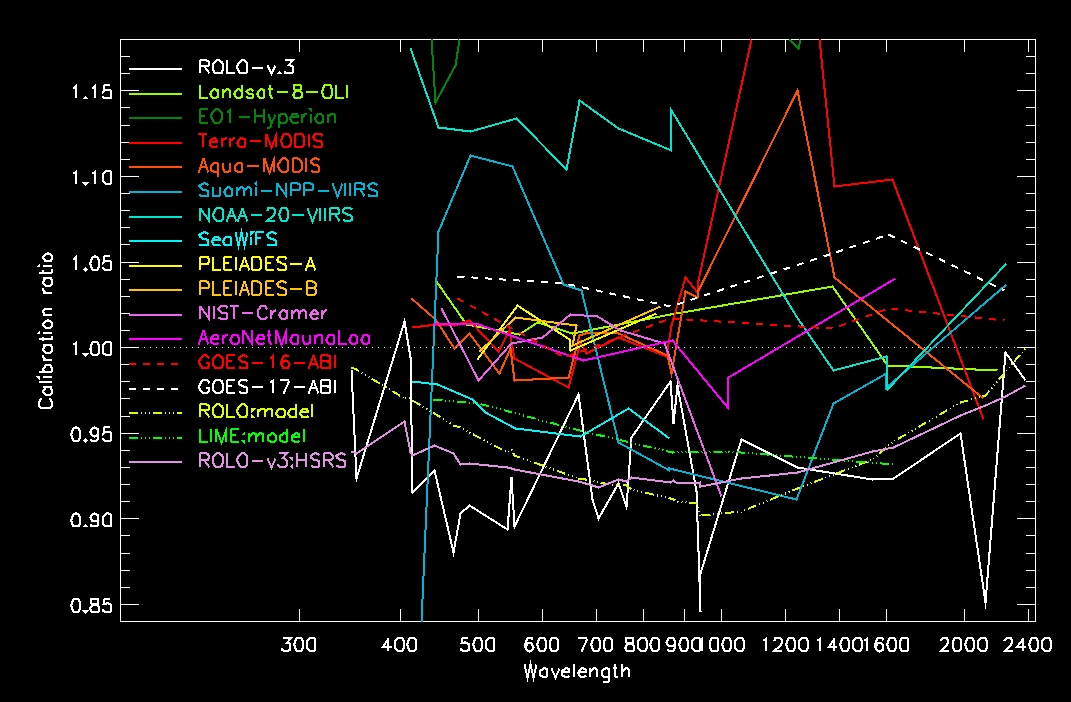 ROLO-v.3
1.15
Landsat-8-OLI
EO1-Hyperion
Terra-MODIS
Aqua-MODIS
1.10
Suomi-NPP-VIIRS
NOAA-20-VIIRS
SeaWiFS
1.05
PLEIADES-A
PLEIADES-B
NIST-Cramer
AeroNetMaunaLoa
1.00
GOES-16-ABI
GOES-17-ABI
ROLO:model
LIME:model
0.95
ROLO-v3:HSRS
0.90
0.85
Calibration ratio
300 400 500 600 700 800 900 1000 1200 1400 1600 2000 2400
Wavelength